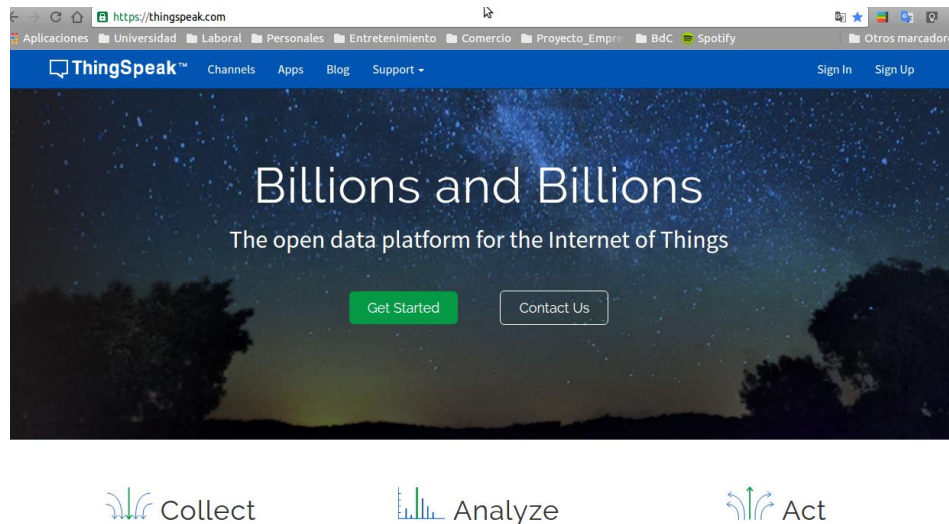 https://thingspeak.com
Aplicaciones Universidad Laboral Personales Entretenimiento Comercio Proyecto_Empre BdC Spotify Otros marcador
ThingSpeak™ Channels Apps Blog Support Sign In Sign Up
Billions and Billions
The open data platform for the Internet of Things
Get Started Contact Us
Collect Analyze Act